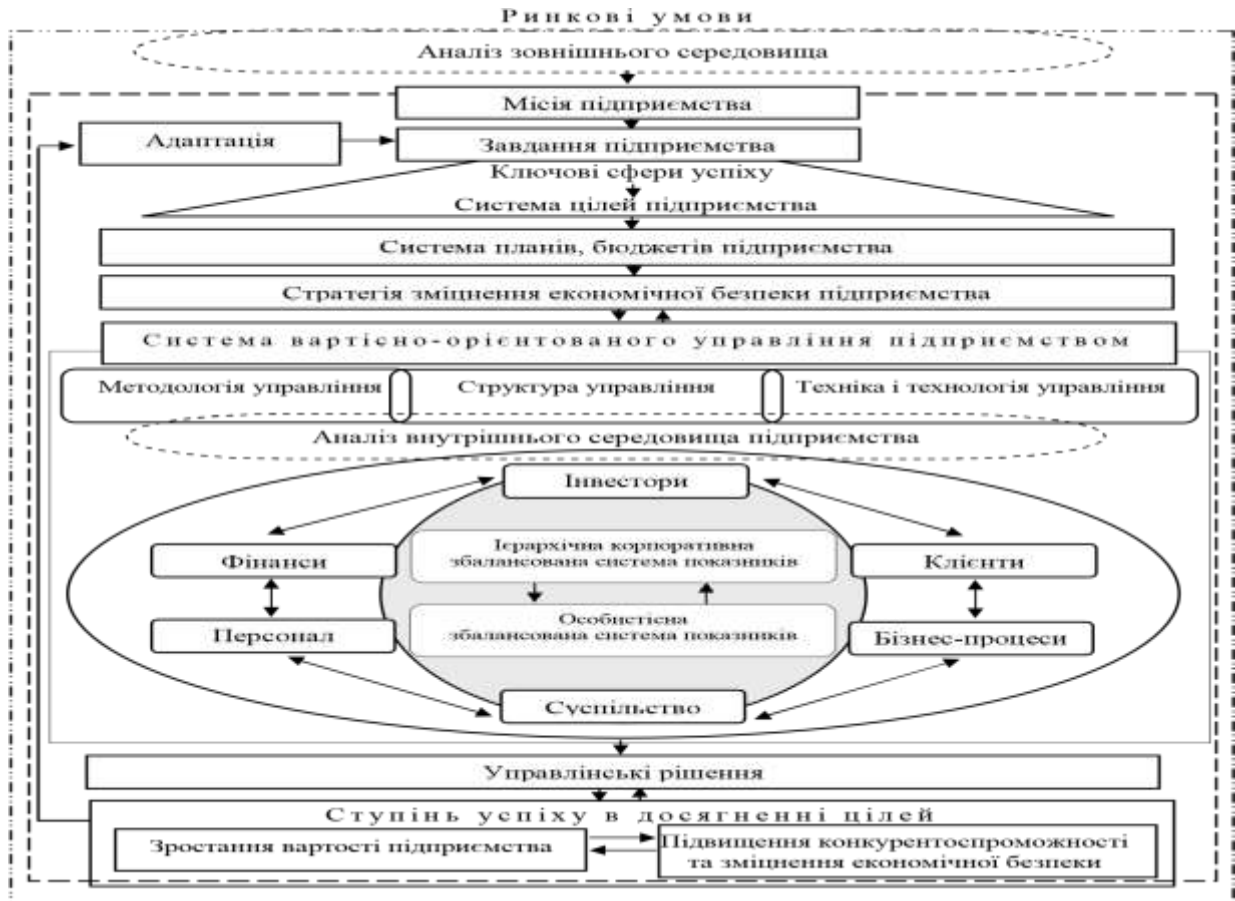 Ринкові умови
Аналіз зовнішнього середовища
Місія підприємства
Адаптація
Завдання підприємства
Ключові сфери успіху
Система цілей підприємства
Система планів, бюджетів підприємства
Стратегія зміцнення економічної безпеки підприємства
Система вартісно-орієнтованого управління підприємством
Методологія управління
Структура управління
Техніка і технологія управління
Аналіз внутрішнього середовища підприємства
Інвестори
Ієрархічна корпоративна
збалансована система показників
Фінанси
Клієнти
Особистісна
збалансована система показників
Персонал
Бізнес-процеси
Суспільство
Управлінські рішення
Ступінь успіху в досягненні цілей
Зростання вартості підприємства
Підвищення конкурентоспроможності
та зміцнення економічної безпеки